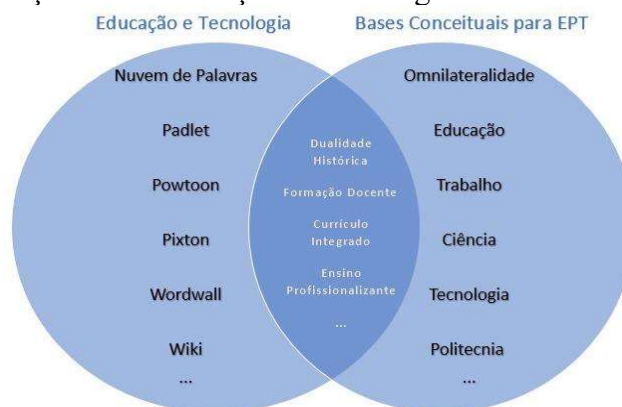 Educação e Tecnologia
Bases Conceituais para EPT
Nuvem de Palavras
Padlet
Powtoon
Pixton
Wordwall
Wiki
...
Dualidade
Histórica
Formação Docente
Currículo
Integrado
Ensino
Profissionalizante
...
Omnilateralidade
Educação
Trabalho
Ciência
Tecnologia
Politecnia
...